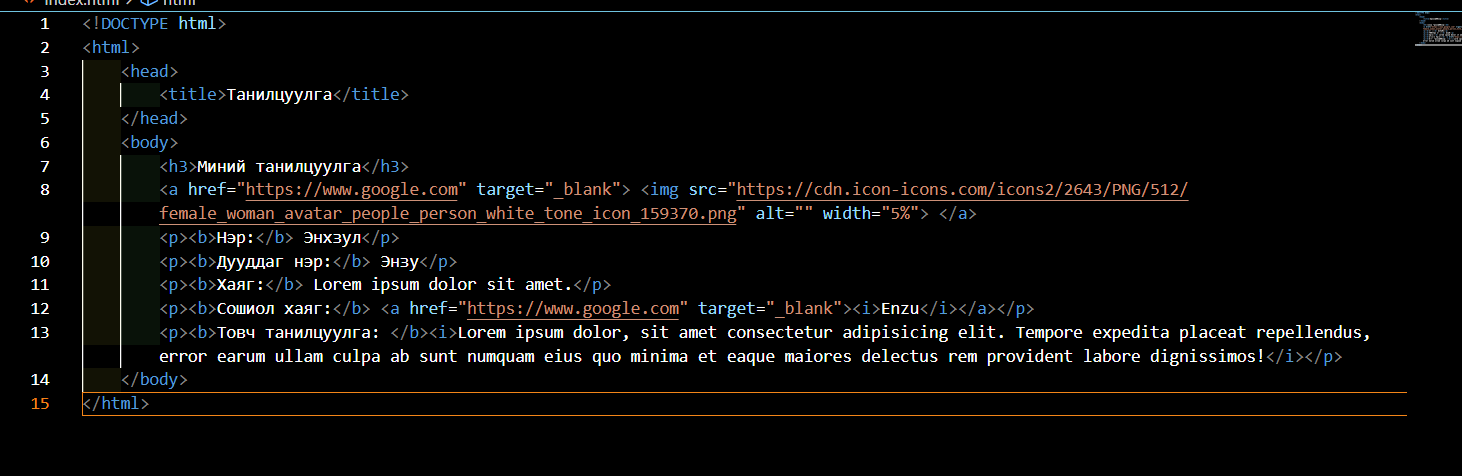 index.html > html
1 <!DOCTYPE html>
2 <html>
3 <head>
4 <title>Танилцуулга</title>
5 </head>
6 <body>
7 <h3>Миний танилцуулга</h3>
8 <a href="https://www.google.com" target="_blank"> <img src="https://cdn.icon-icons.com/icons2/2643/PNG/512/
female_woman_avatar_people_person_white_tone_icon_159370.png" alt="" width="5%"> </a>
9 <p><b>Нэр:</b> Энхзул</p>
10 <p><b>Дууддаг нэр:</b> Энзу</p>
11 <p><b>Хаяг:</b> Lorem ipsum dolor sit amet.</p>
12 <p><b>Сошиол хаяг:</b> <a href="https://www.google.com" target="_blank"><i>Enzu</i></a></p>
13 <p><b>Товч танилцуулга: </b><i>Lorem ipsum dolor, sit amet consectetur adipisicing elit. Tempore expedita placeat repellendus,
error earum ullam culpa ab sunt numquam eius quo minima et eaque maiores delectus rem provident labore dignissimos!</i></p>
14 </body>
15 </html>